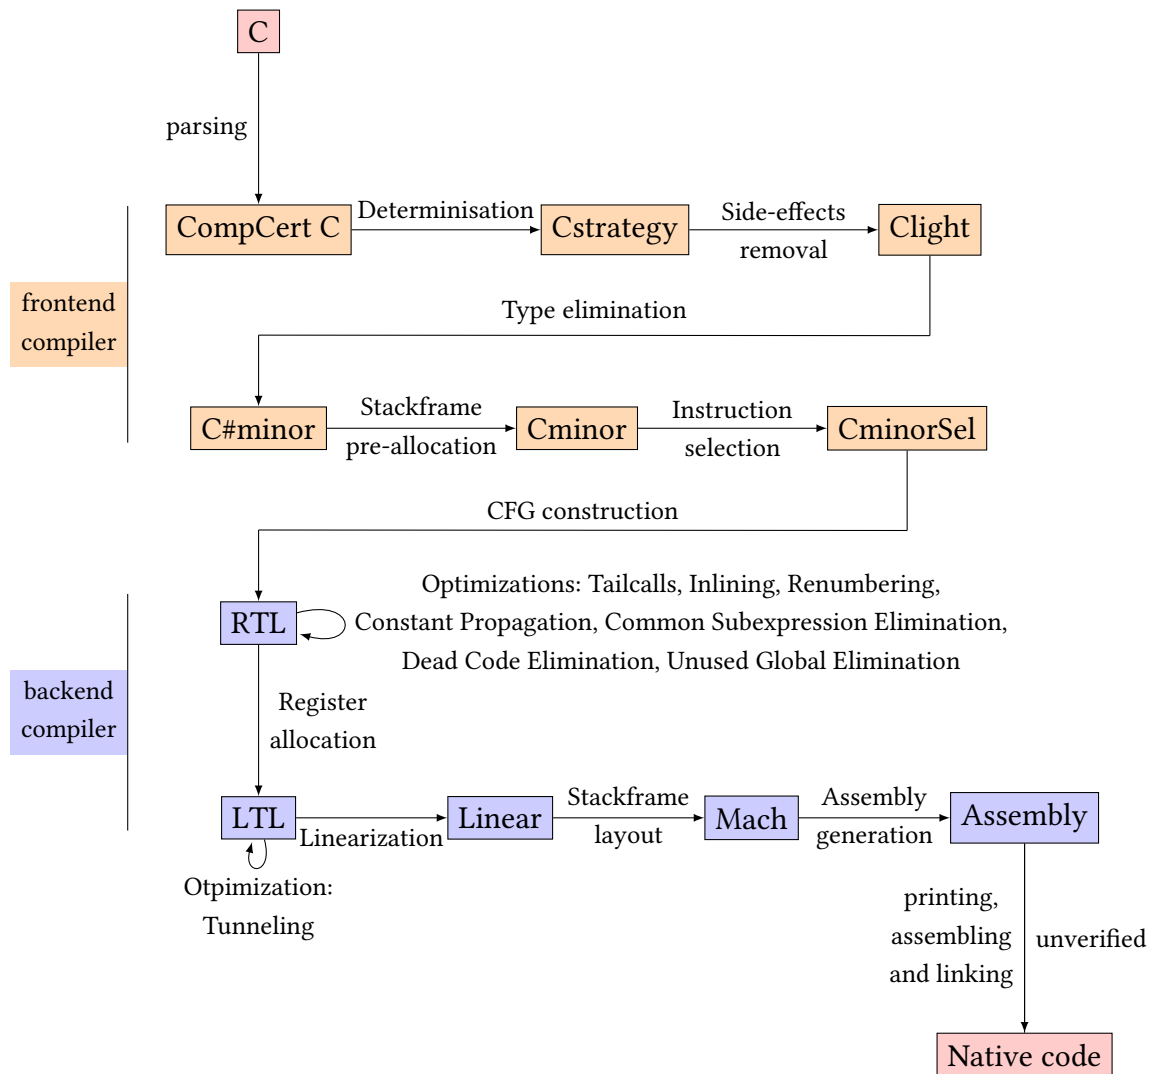 C
parsing
CompCert C
Determinisation
Cstrategy
Side-effects
removal
Clight
frontend
compiler
Type elimination
C#minor
Stackframe
pre-allocation
Cminor
Instruction
selection
CminorSel
CFG construction
RTL
Optimizations: Tailcalls, Inlining, Renumbering,
Constant Propagation, Common Subexpression Elimination,
Dead Code Elimination, Unused Global Elimination
backend
compiler
Register
allocation
LTL
Linearization
Linear
Stackframe
layout
Mach
Assembly
generation
Assembly
Otpimization:
Tunneling
printing,
assembling
and linking
unverified
Native code